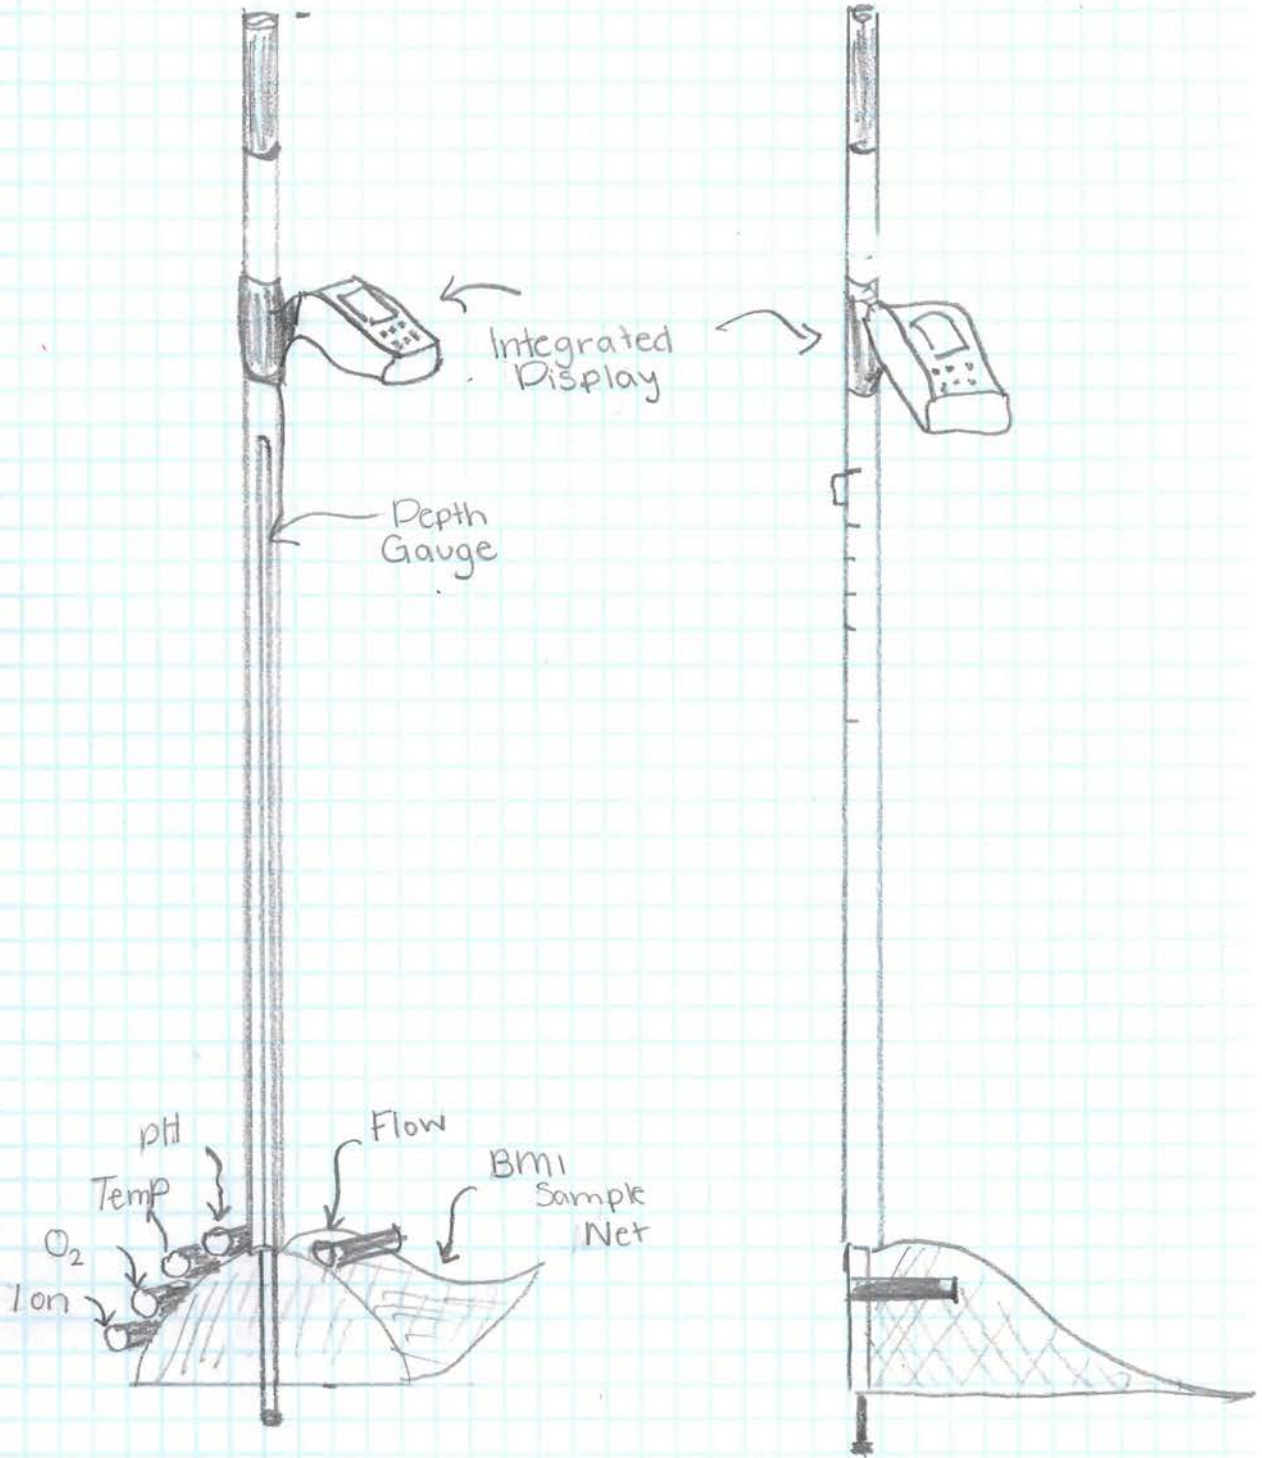 Integrated
Display
Depth
Gauge
pH
Flow
Temp
BMI
Sample
Net
O₂
Ion